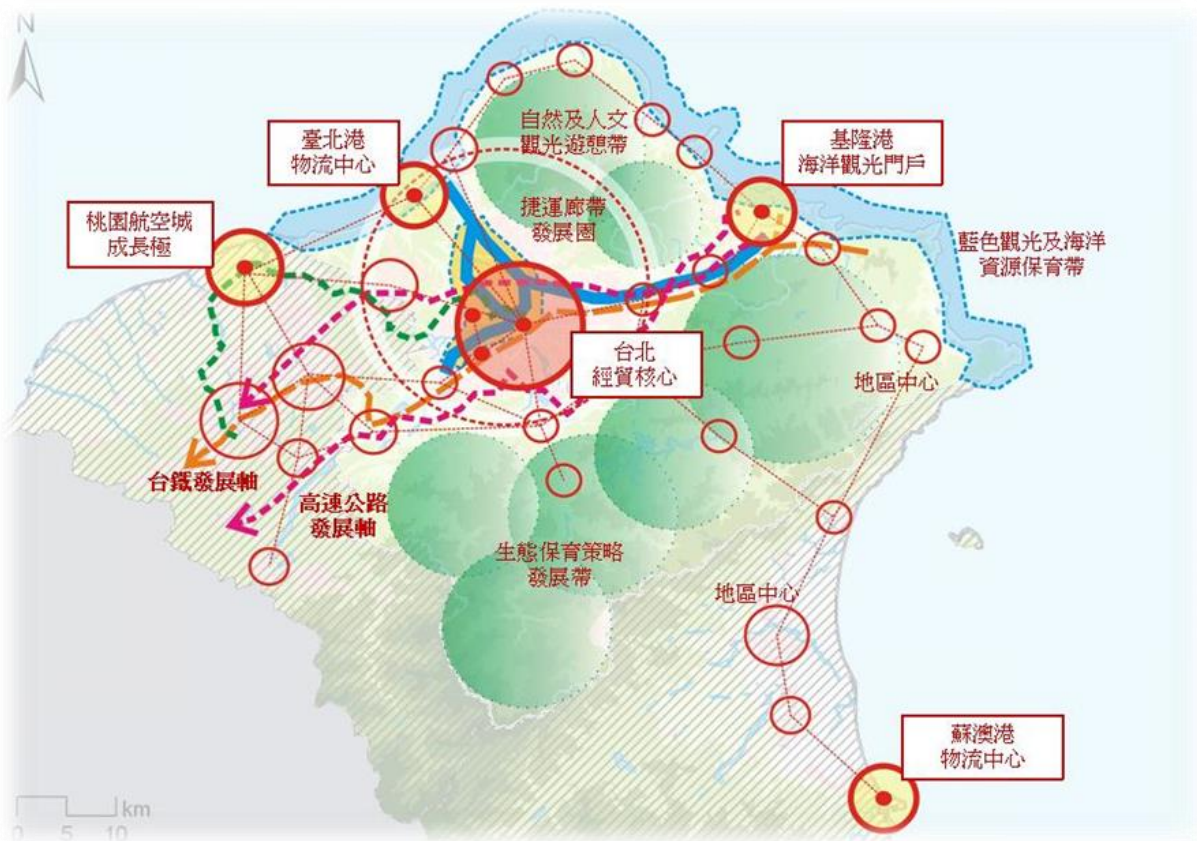 N
自然及人文
觀光遊憩帶
臺北港
物流中心
基隆港
海洋觀光門戶
捷運廊帶
發展圈
桃園航空城
成長極
藍色觀光及海洋
資源保育帶
台北
經貿核心
地區中心
台鐵發展軸
高速公路
發展軸
生態保育策略
發展帶
地區中心
蘇澳港
物流中心
km
0 5 10